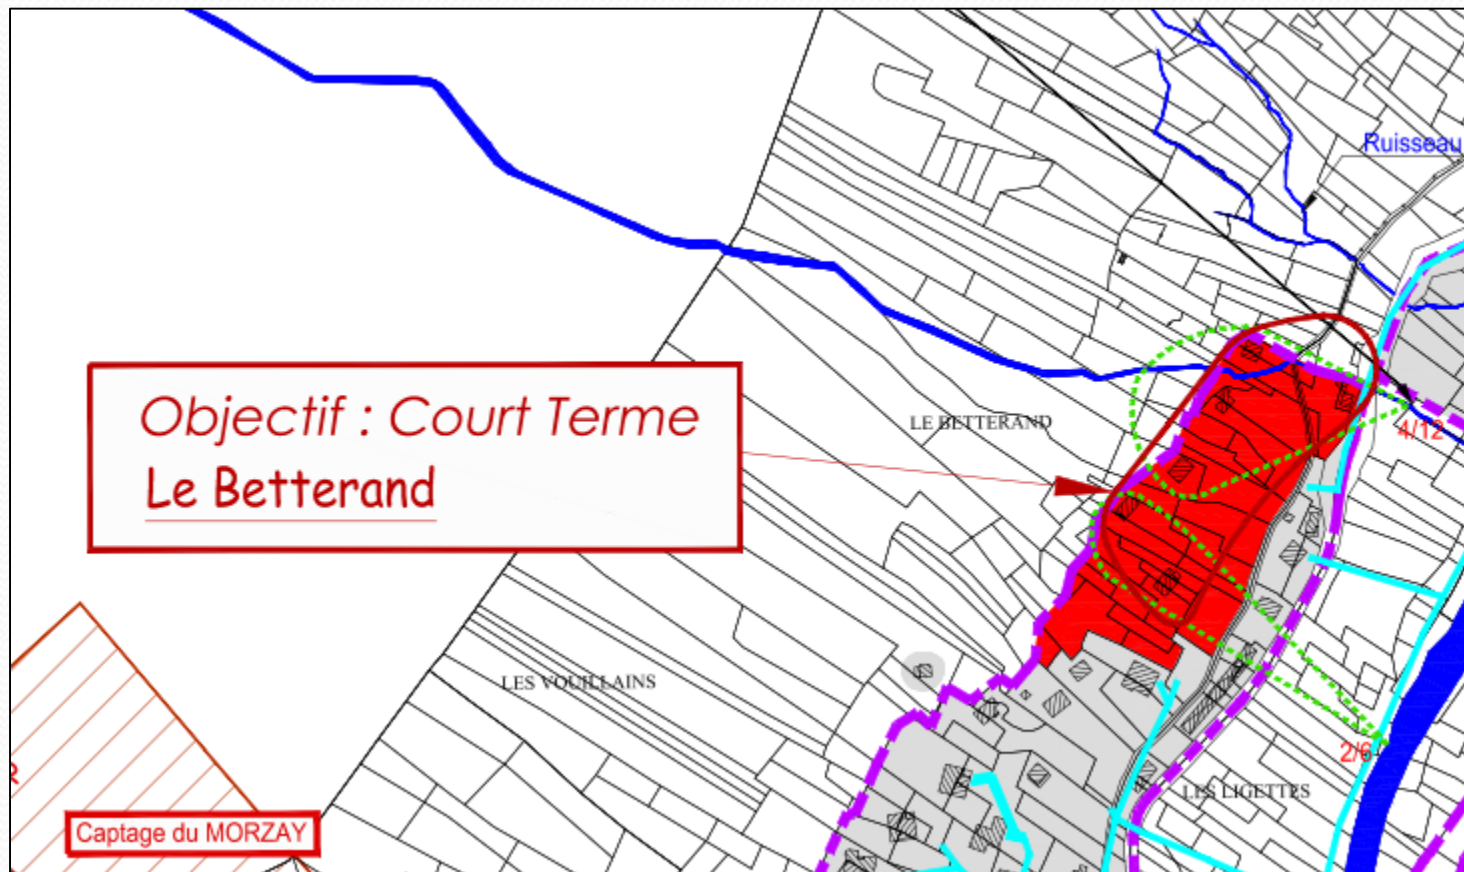 Ruisseau
Objectif : Court Terme
Le Betterand
LE BETTERAND
4/12
LES VOUILLAINS
2/6
LES LIGETTES
Captage du MORZAY